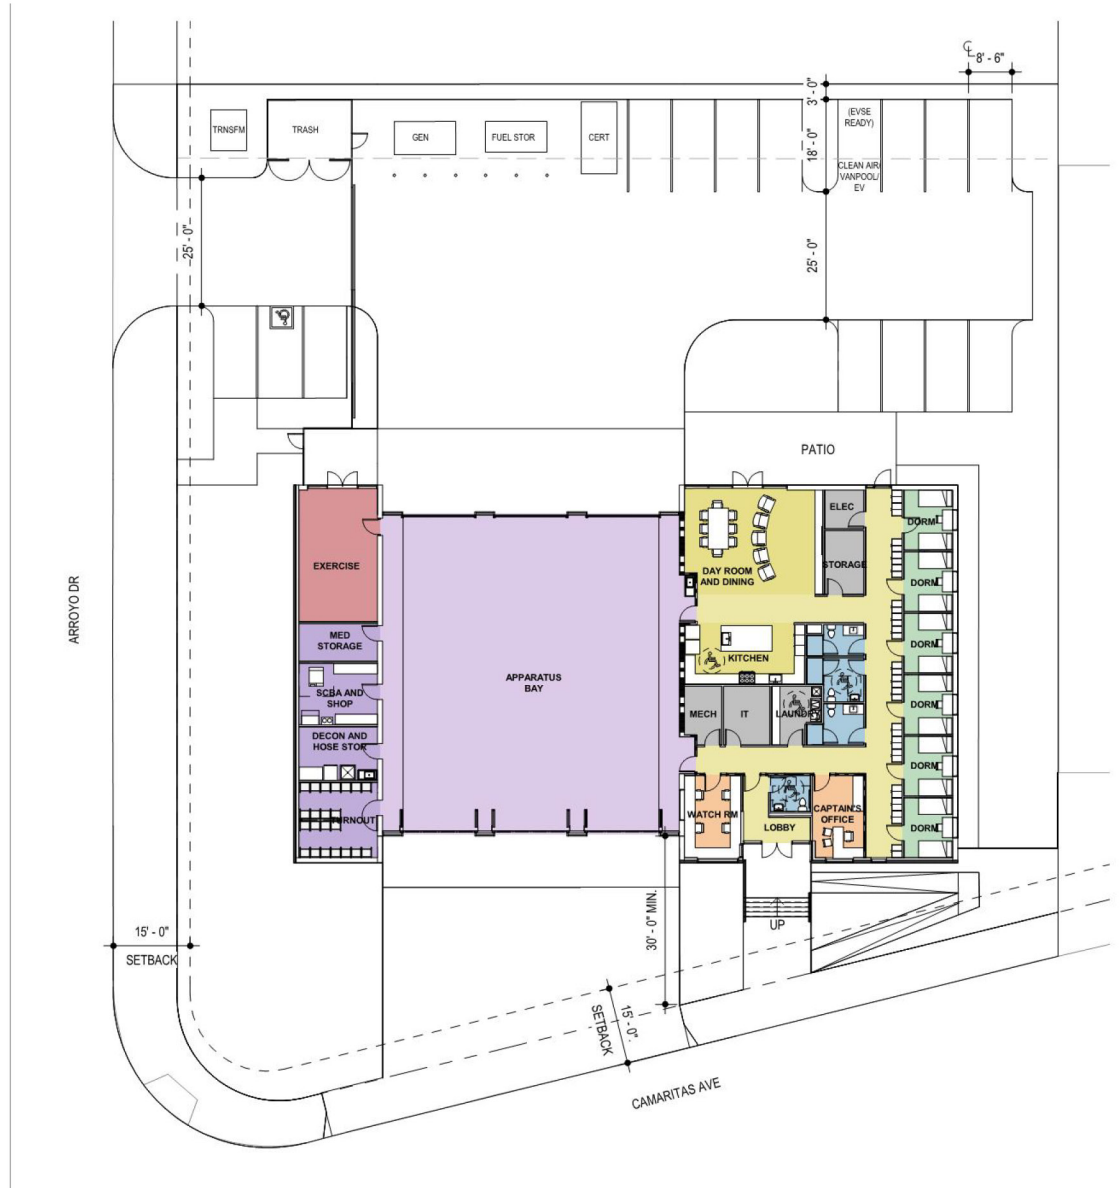 ℄
8' - 6"
3' - 0"
18' - 0"
(EVSE
READY)
TRNSFM
TRASH
GEN
FUEL STOR
CERT
CLEAN AIR/
VANPOOL/
EV
25' - 0"
25' - 0"
PATIO
ARROYO DR
EXERCISE
MED
STORAGE
SCBA AND
SHOP
DECON AND
HOSE STOR
TURNOUT
APPARATUS
BAY
DAY ROOM
AND DINING
ELEC
STORAGE
KITCHEN
MECH
IT
LAUNDRY
WATCH RM
LOBBY
CAPTAIN'S
OFFICE
DORM
DORM
DORM
DORM
DORM
DORM
UP
30' - 0" MIN.
15' - 0"
SETBACK
15' - 0".
SETBACK
CAMARITAS AVE